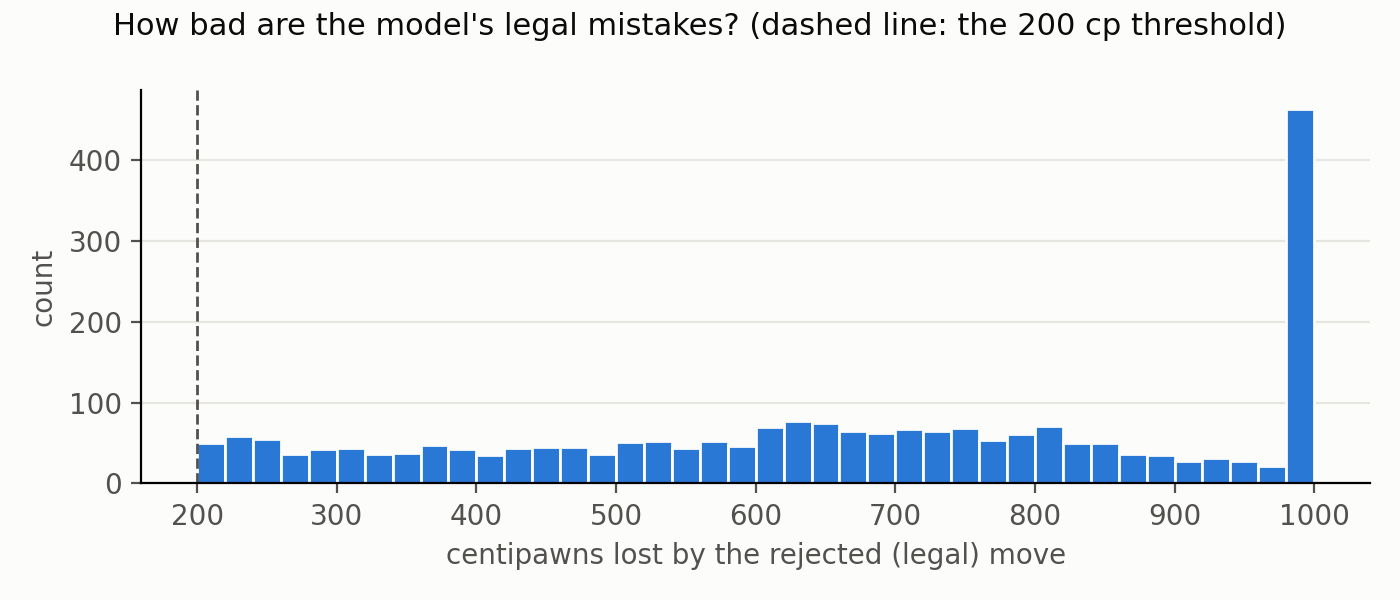 How bad are the model's legal mistakes? (dashed line: the 200 cp threshold)
400
300
200
100
0
count
200 300 400 500 600 700 800 900 1000
centipawns lost by the rejected (legal) move